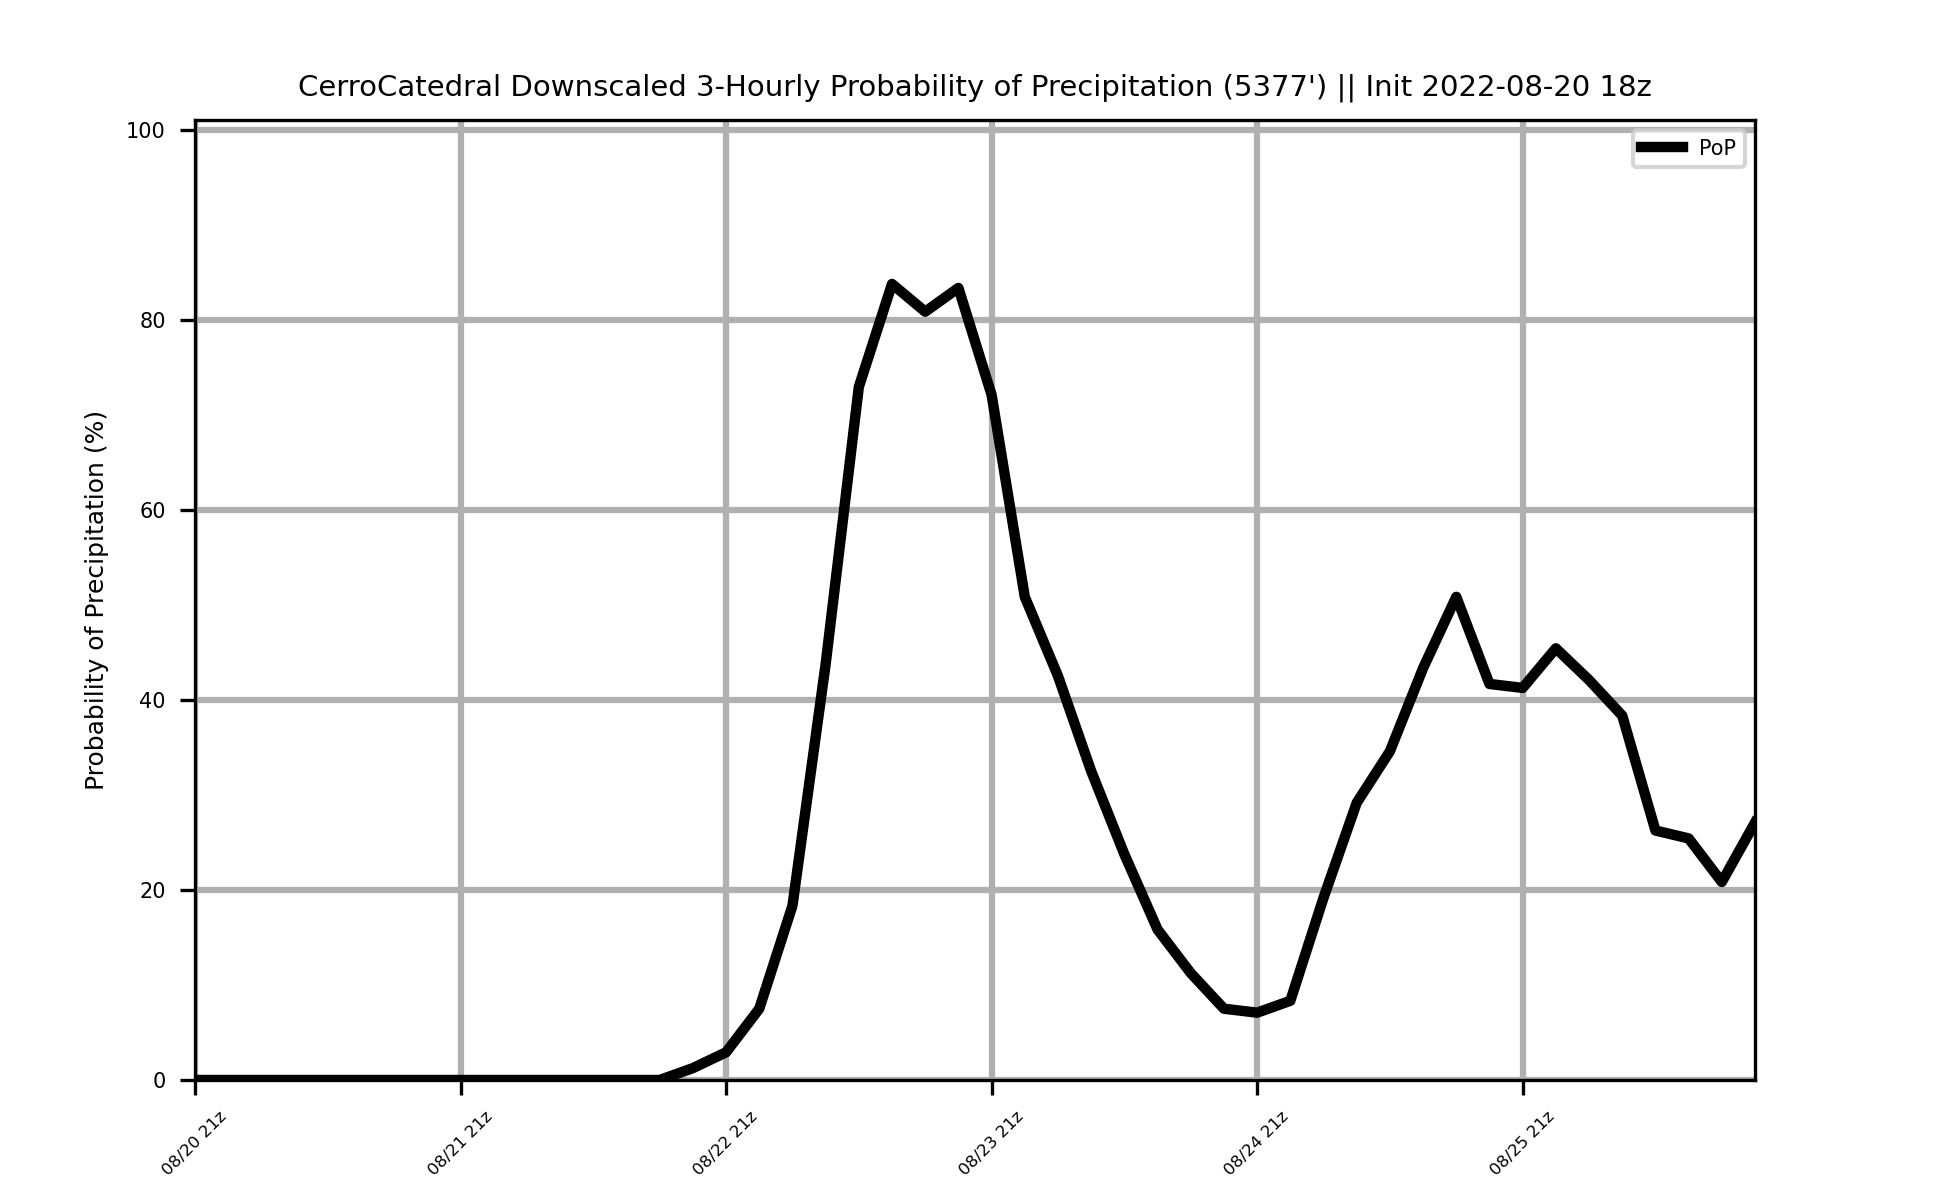 CerroCatedral Downscaled 3-Hourly Probability of Precipitation (5377') || Init 2022-08-20 18z
PoP
Probability of Precipitation (%)
100
80
60
40
20
0
08/20 21z
08/21 21z
08/22 21z
08/23 21z
08/24 21z
08/25 21z